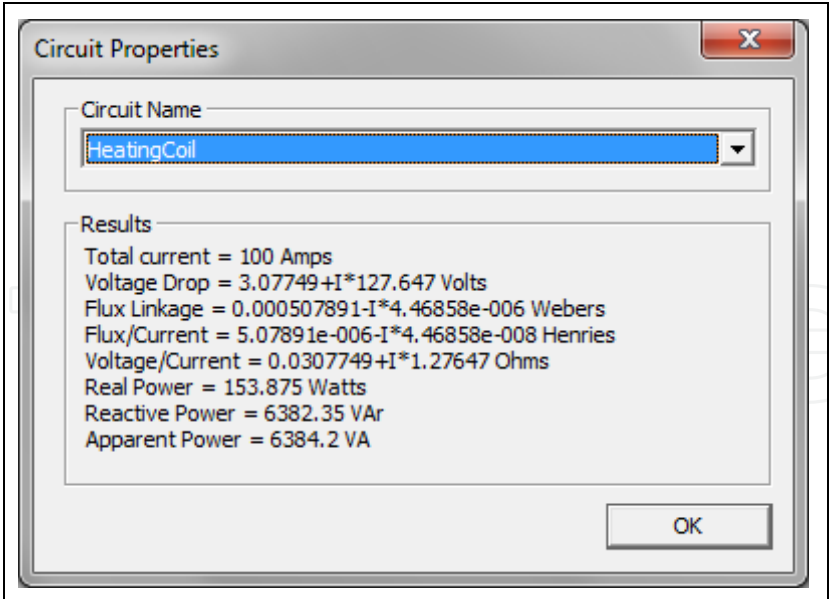 Circuit Properties
Circuit Name
HeatingCoil
Results
Total current = 100 Amps
Voltage Drop = 3.07749+I*127.647 Volts
Flux Linkage = 0.000507891-I*4.46858e-006 Webers
Flux/Current = 5.07891e-006-I*4.46858e-008 Henries
Voltage/Current = 0.0307749+I*1.27647 Ohms
Real Power = 153.875 Watts
Reactive Power = 6382.35 VAr
Apparent Power = 6384.2 VA
OK